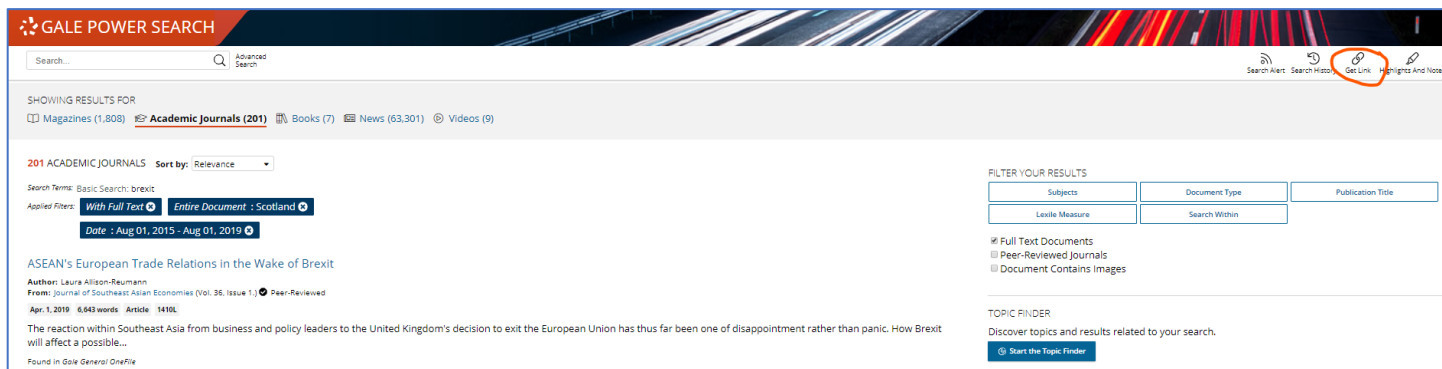 GALE POWER SEARCH
Search...
Advanced
Search
Search Alert
Search History
Get Link
Highlights And Note
SHOWING RESULTS FOR
Magazines (1,808) Academic Journals (201) Books (7) News (63,301) Videos (9)
201 ACADEMIC JOURNALS Sort by: Relevance
Search Terms: Basic Search: brexit
Applied Filters: With Full Text Entire Document : Scotland
Date : Aug 01, 2015 - Aug 01, 2019
ASEAN's European Trade Relations in the Wake of Brexit
Author: Laura Allison-Reumann
From: Journal of Southeast Asian Economies (Vol. 36, Issue 1.) Peer-Reviewed
Apr. 1, 2019 6,643 words Article 1410L
The reaction within Southeast Asia from business and policy leaders to the United Kingdom's decision to exit the European Union has thus far been one of disappointment rather than panic. How Brexit
will affect a possible...
Found in Gale General OneFile
FILTER YOUR RESULTS
Subjects Document Type Publication Title
Lexile Measure Search Within
Full Text Documents
Peer-Reviewed Journals
Document Contains Images
TOPIC FINDER
Discover topics and results related to your search.
Start the Topic Finder